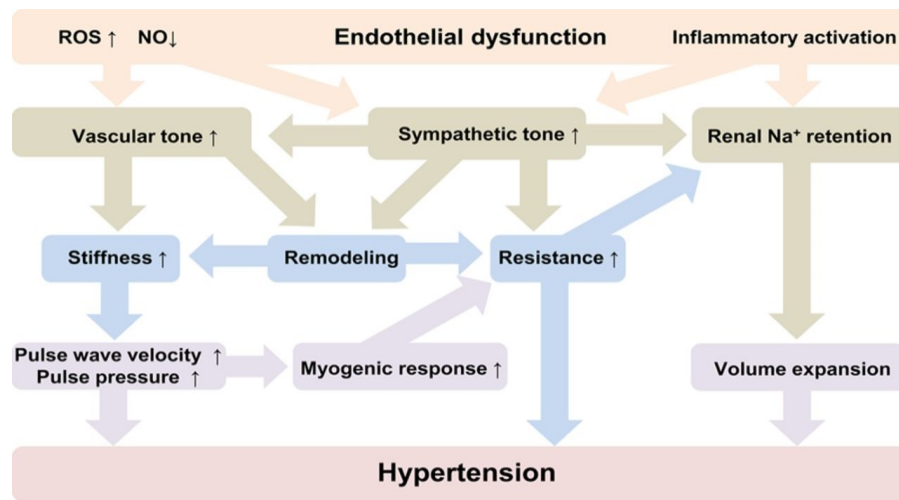 ROS ↑ NO↓ Endothelial dysfunction Inflammatory activation
Vascular tone ↑ Sympathetic tone ↑ Renal Na⁺ retention
Stiffness ↑ Remodeling Resistance ↑
Pulse wave velocity ↑
Pulse pressure ↑
Myogenic response ↑ Volume expansion
Hypertension